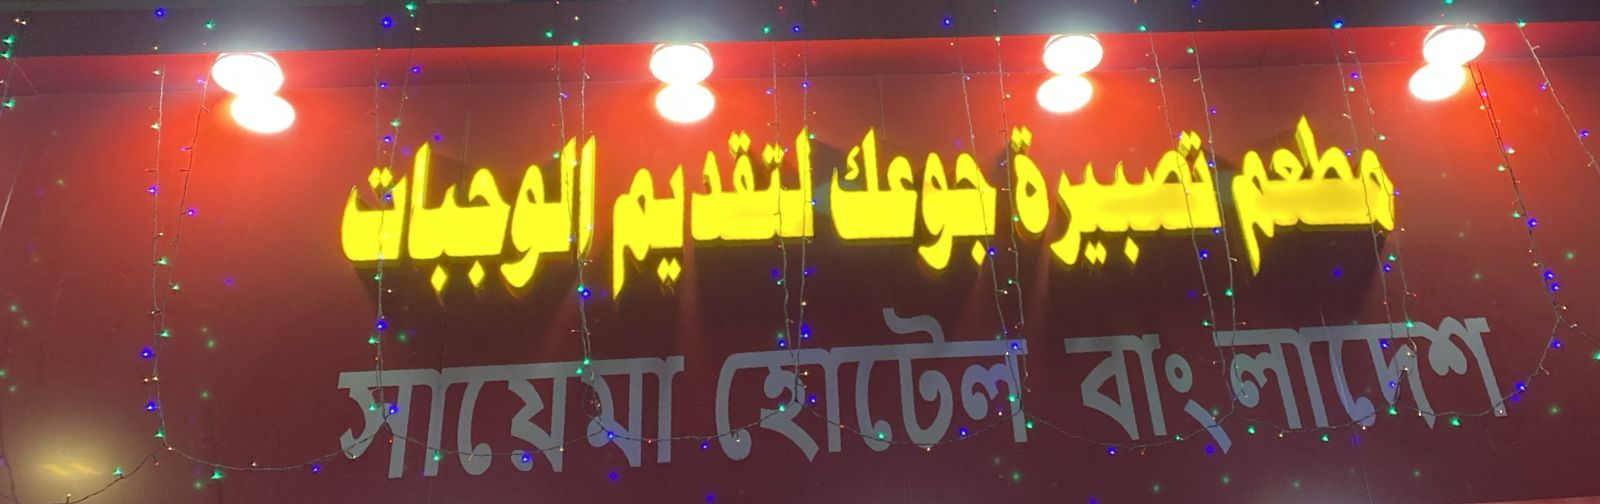 مطعم تصبيرة جوعك لتقديم الوجبات
সায়েমা হোটেল বাংলাদেশ